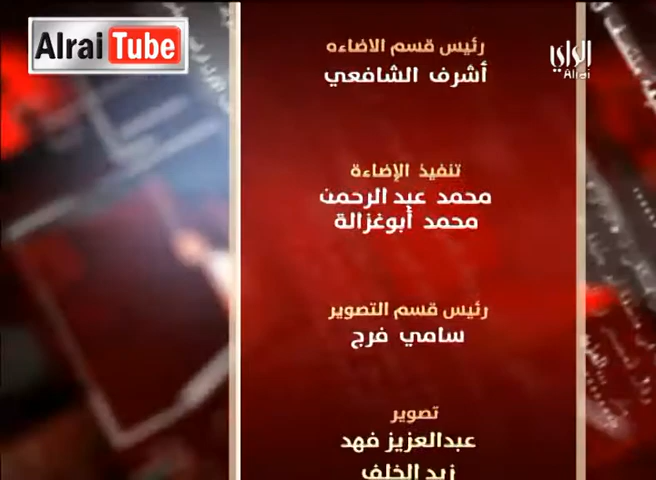 Alrai Tube
الراي
Alrai
رئيس قسم الاضاءه
أشرف الشافعي
تنفيذ الإضاءة
محمد عبد الرحمن
محمد أبوغزالة
رئيس قسم التصوير
سامي فرج
تصوير
عبدالعزيز فهد
زيد الخلف